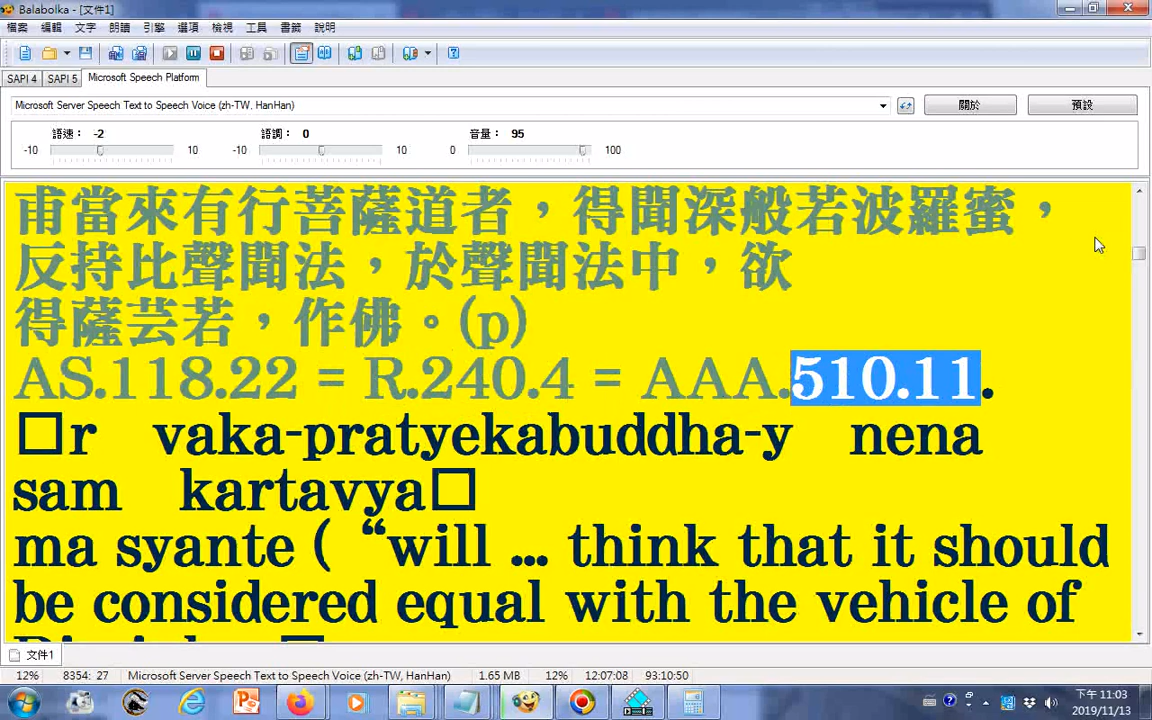 Balabolka - [文件1]
檔案 編輯 文字 朗讀 引擎 選項 檢視 工具 書籤 說明
SAPI 4 SAPI 5 Microsoft Speech Platform
Microsoft Server Speech Text to Speech Voice (zh-TW, HanHan) 關於 預設
語速： -2 語調： 0 音量： 95
-10 10 -10 10 0 100
甫當來有行菩薩道者，得聞深般若波羅蜜，
反持比聲聞法，於聲聞法中，欲
得薩芸若，作佛。(p)
AS.118.22 = R.240.4 = AAA.510.11.
□r vaka-pratyekabuddha-y nena
sam kartavya□
ma syante (“will ... think that it should
be considered equal with the vehicle of
文件1
12% 8354: 27 Microsoft Server Speech Text to Speech Voice (zh-TW, HanHan) 1.65 MB 12% 12:07:08 93:10:50
下午 11:03
2019/11/13